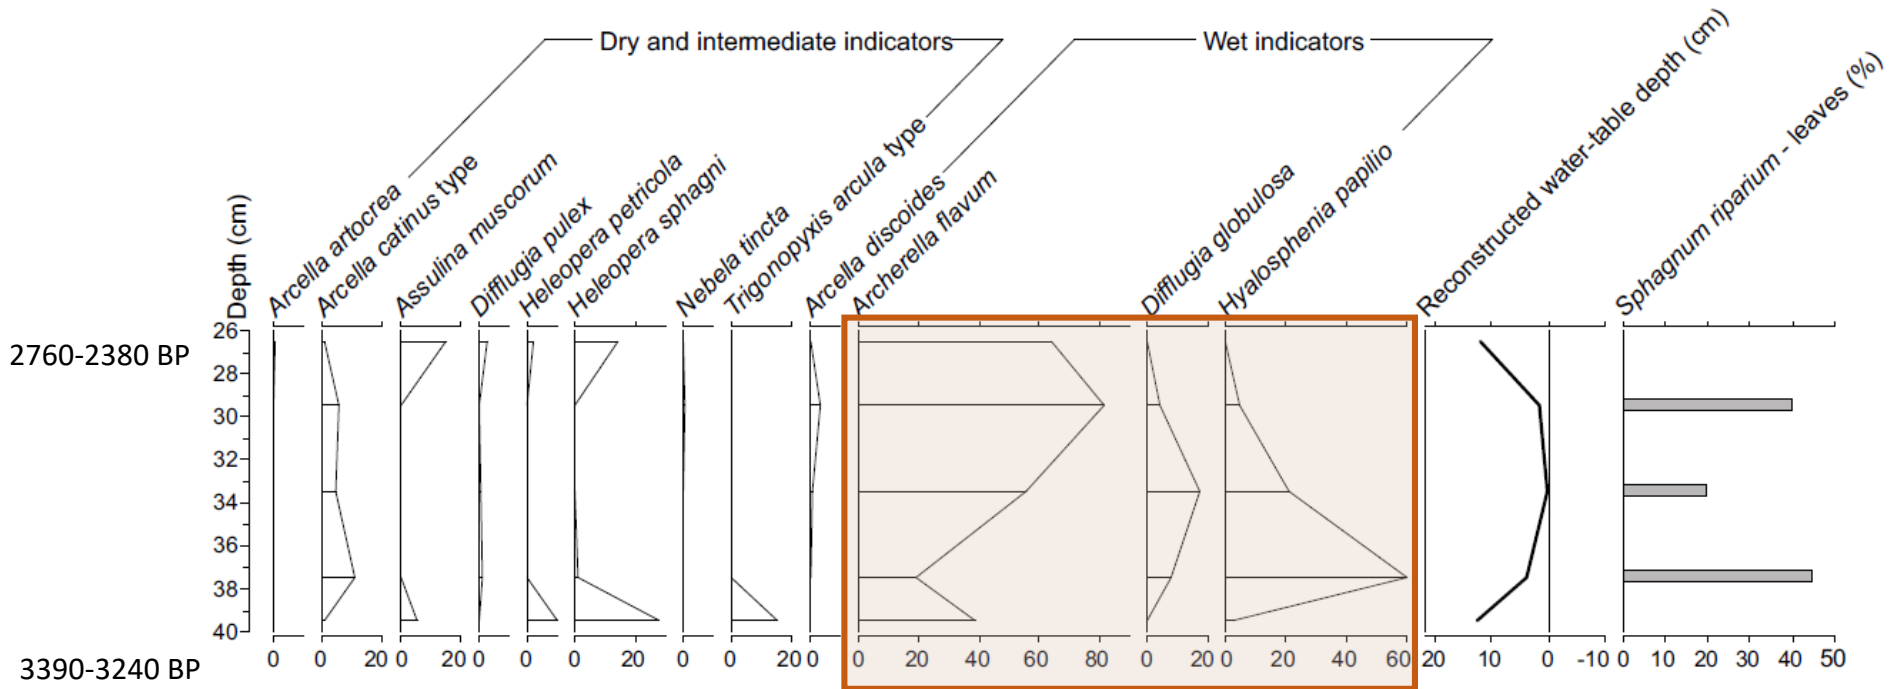 Dry and intermediate indicators
Wet indicators
Depth (cm)
Arcella artocrea
Arcella catinus type
Assulina muscorum
Difflugia pulex
Heleopera petricola
Heleopera sphagni
Nebela tincta
Trigonopyxis arcula type
Arcella discoides
Archerella flavum
Difflugia globulosa
Hyalosphenia papilio
Reconstructed water-table depth (cm)
Sphagnum riparium - leaves (%)
26
2760-2380 BP
28
30
32
34
36
38
40
0 0 20 0 20 0 0 0 20 0 0 20 0 0 20 40 60 80 0 20 0 20 40 60 20 10 0 -10 0 10 20 30 40 50
3390-3240 BP